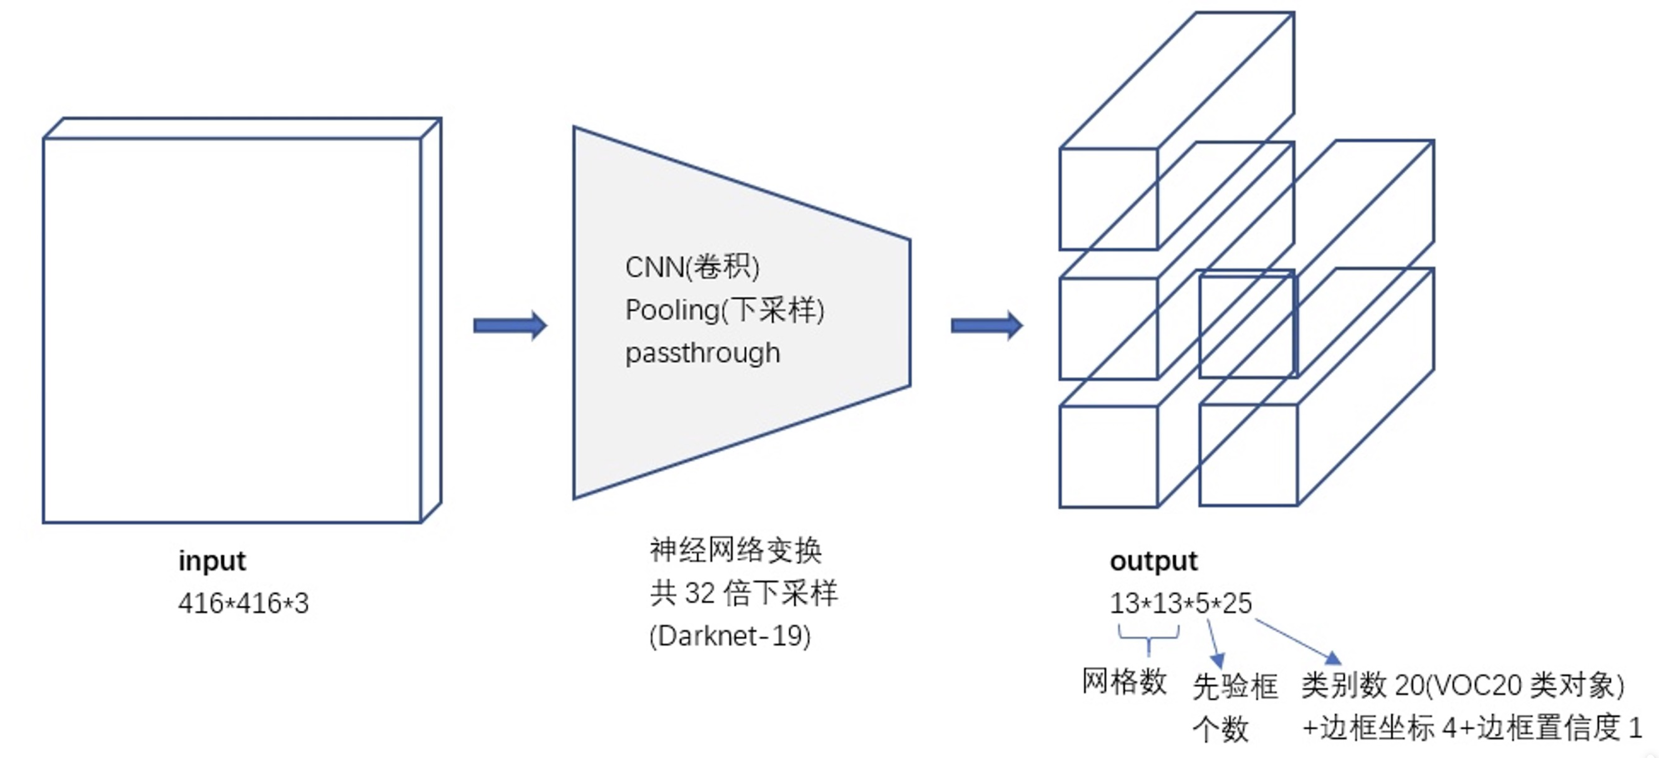 CNN(卷积)
Pooling(下采样)
passthrough
input
416*416*3
神经网络变换
共 32 倍下采样
(Darknet-19)
output
13*13*5*25
网格数
先验框
个数
类别数 20(VOC20 类对象)
+边框坐标 4+边框置信度 1